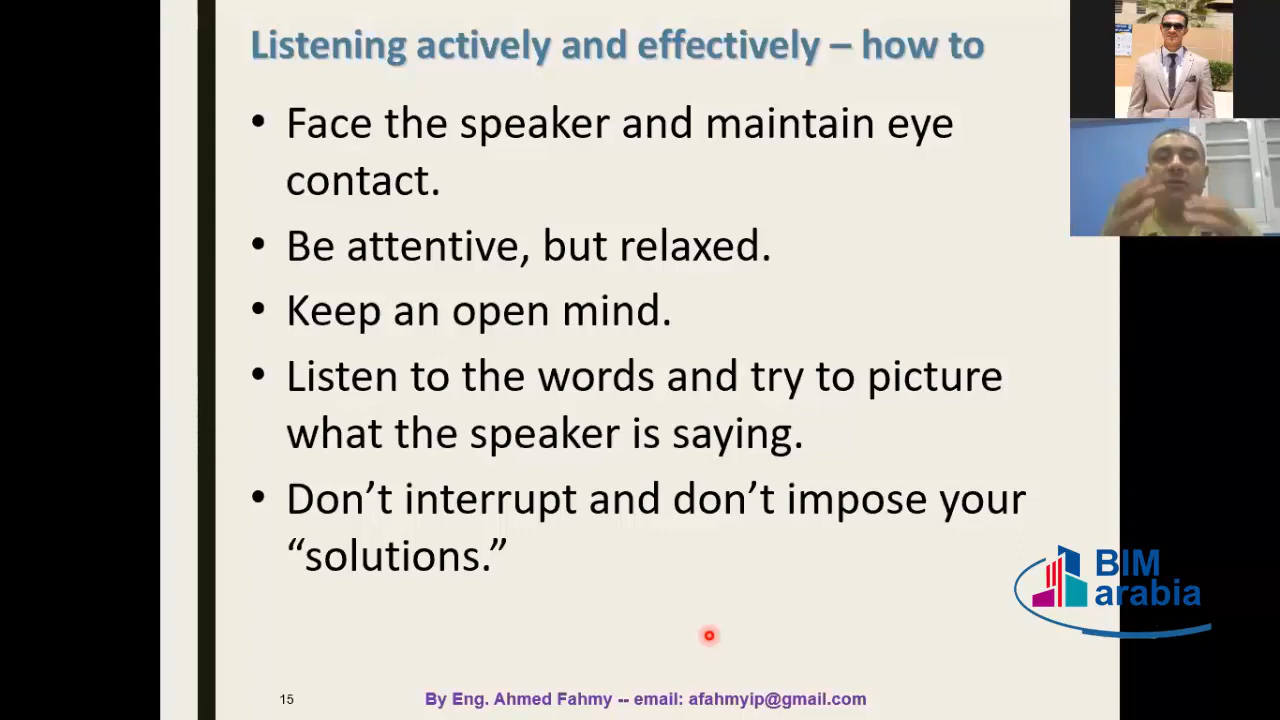 Listening actively and effectively – how to
• Face the speaker and maintain eye
contact.
• Be attentive, but relaxed.
• Keep an open mind.
• Listen to the words and try to picture
what the speaker is saying.
• Don’t interrupt and don’t impose your
“solutions.”
BIM
arabia
15
By Eng. Ahmed Fahmy -- email: afahmyip@gmail.com